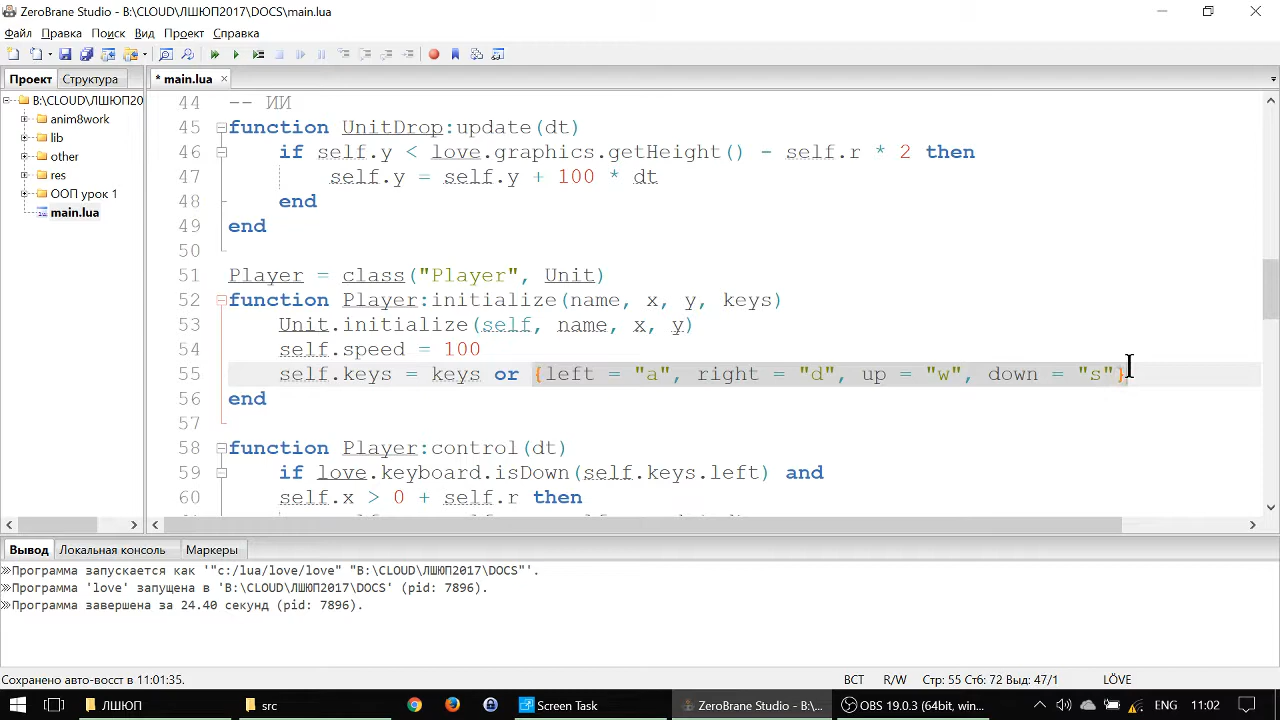 ZeroBrane Studio - B:\CLOUD\ЛШЮП2017\DOCS\main.lua
Файл Правка Поиск Вид Проект Справка
Проект Структура
* main.lua
B:\CLOUD\ЛШЮП20
anim8work
lib
other
res
ООП урок 1
main.lua
44 -- ИИ
45 function UnitDrop:update(dt)
46 if self.y < love.graphics.getHeight() - self.r * 2 then
47 self.y = self.y + 100 * dt
48 end
49 end
50
51 Player = class("Player", Unit)
52 function Player:initialize(name, x, y, keys)
53 Unit.initialize(self, name, x, y)
54 self.speed = 100
55 self.keys = keys or {left = "a", right = "d", up = "w", down = "s"}
56 end
57
58 function Player:control(dt)
59 if love.keyboard.isDown(self.keys.left) and
60 self.x > 0 + self.r then
Вывод Локальная консоль Маркеры
Программа запускается как '"c:/lua/love/love" "B:\CLOUD\ЛШЮП2017\DOCS"'.
Программа 'love' запущена в 'B:\CLOUD\ЛШЮП2017\DOCS' (pid: 7896).
Программа завершена за 24.40 секунд (pid: 7896).
Сохранено авто-восст в 11:01:35. ВСТ R/W Стр: 55 Стб: 72 Выд: 47/1 LÖVE
ЛШЮП src Screen Task ZeroBrane Studio - B:\... OBS 19.0.3 (64bit, win... ENG 11:02